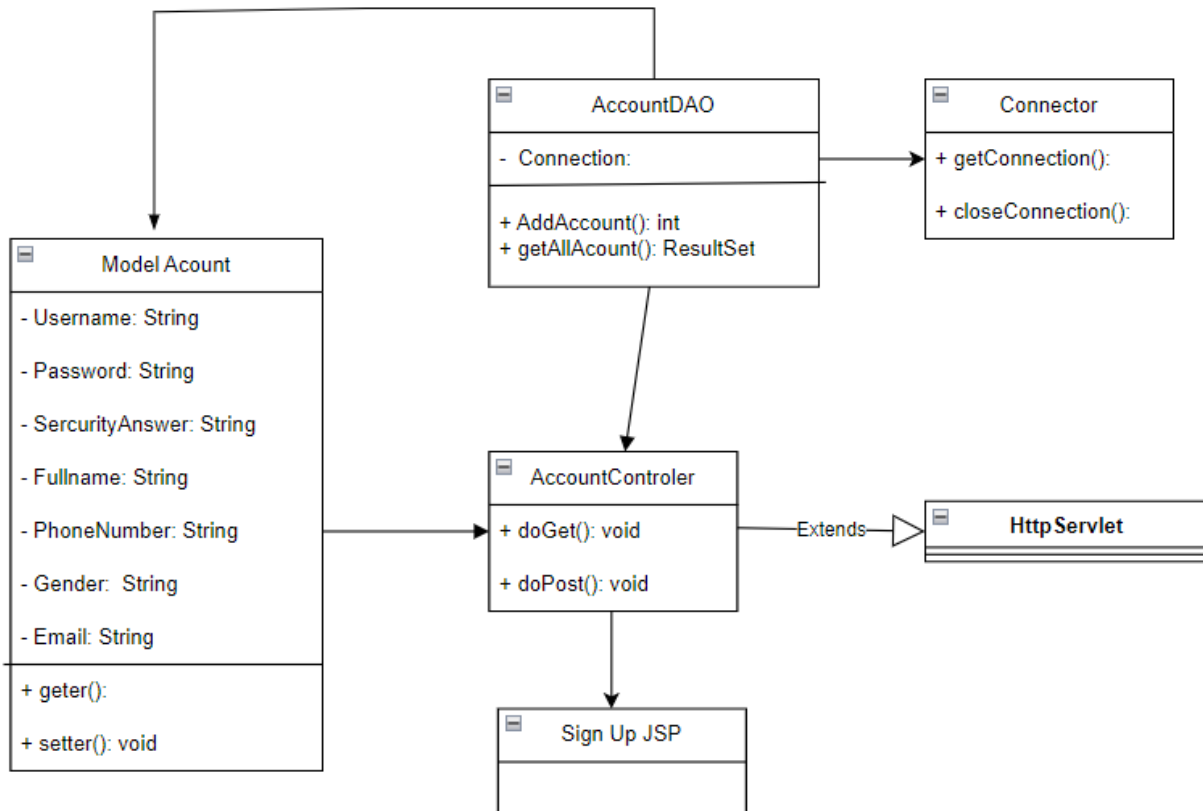 AccountDAO
- Connection:
+ AddAccount(): int
+ getAllAcount(): ResultSet
Connector
+ getConnection():
+ closeConnection():
Model Acount
- Username: String
- Password: String
- SercurityAnswer: String
- Fullname: String
- PhoneNumber: String
- Gender: String
- Email: String
+ geter():
+ setter(): void
AccountControler
+ doGet(): void
+ doPost(): void
Extends
HttpServlet
Sign Up JSP